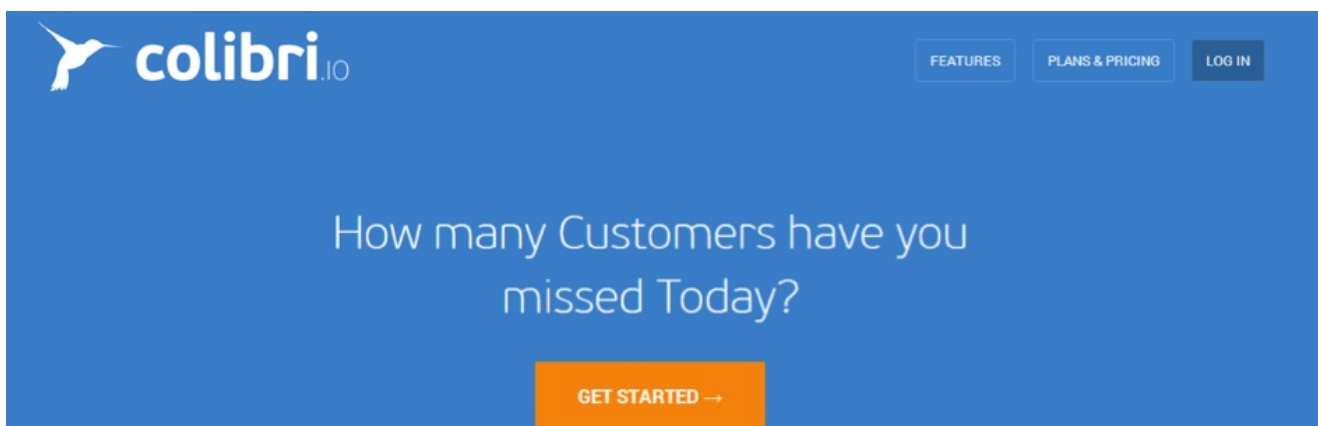 colibri.IO
FEATURES
PLANS & PRICING
LOG IN
How many Customers have you
missed Today?
GET STARTED →